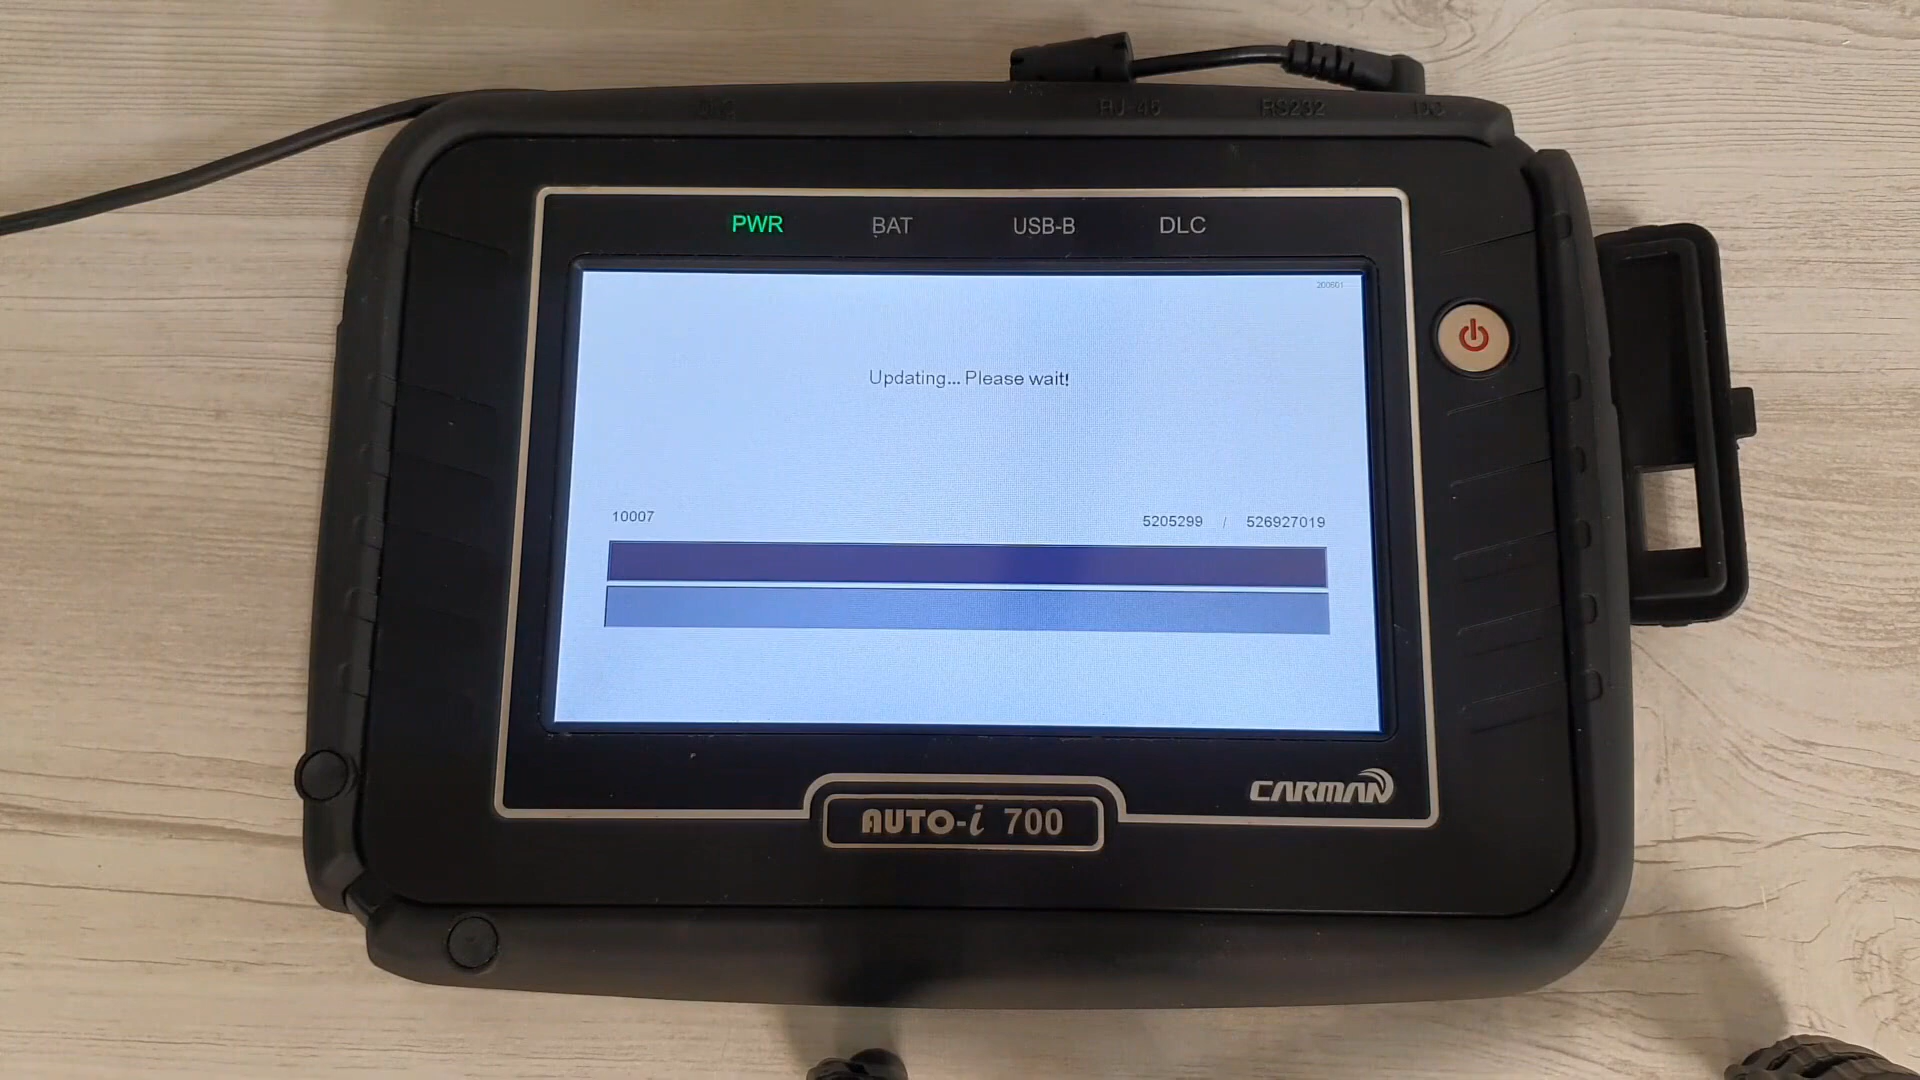 RJ-45 RS232
PWR BAT USB-B DLC
200601
Updating... Please wait!
10007 5205299 / 526927019
CARMAN
AUTO-i 700